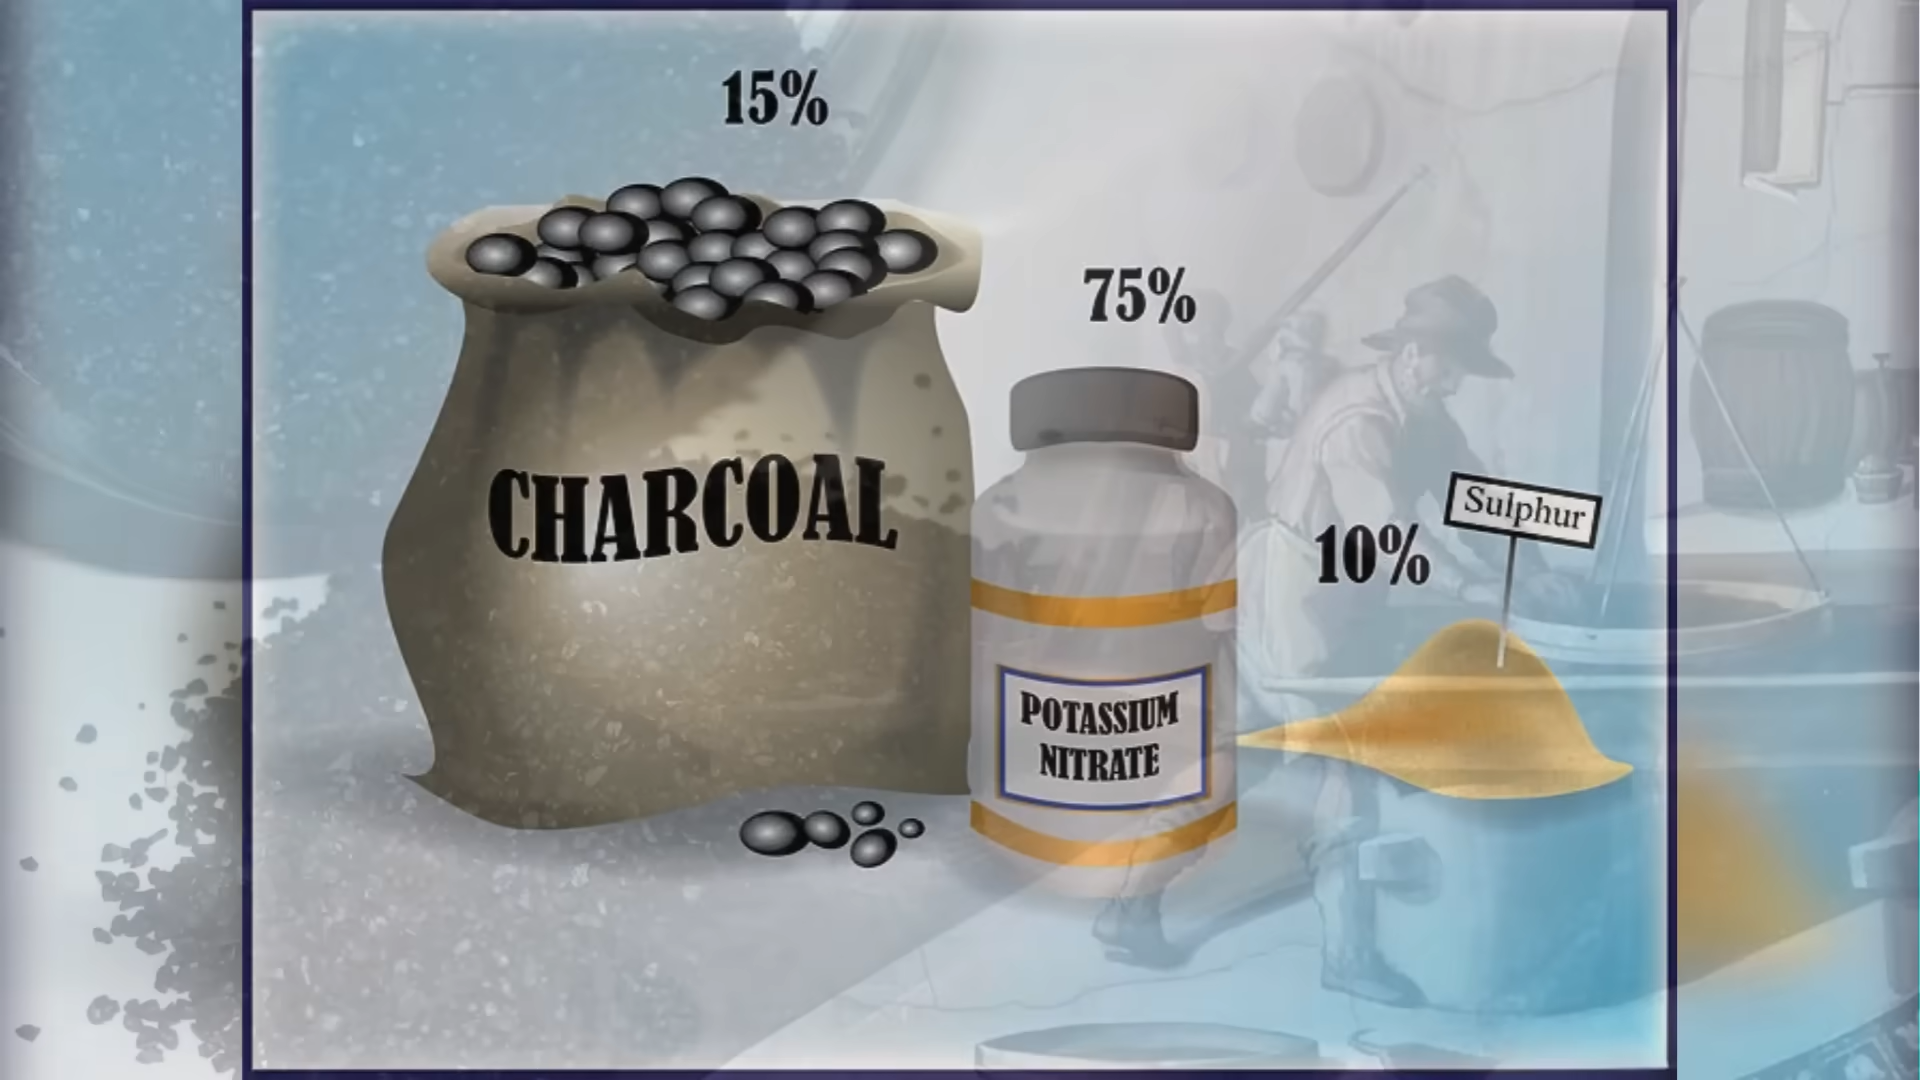 15%
75%
CHARCOAL
Sulphur
10%
POTASSIUM
NITRATE